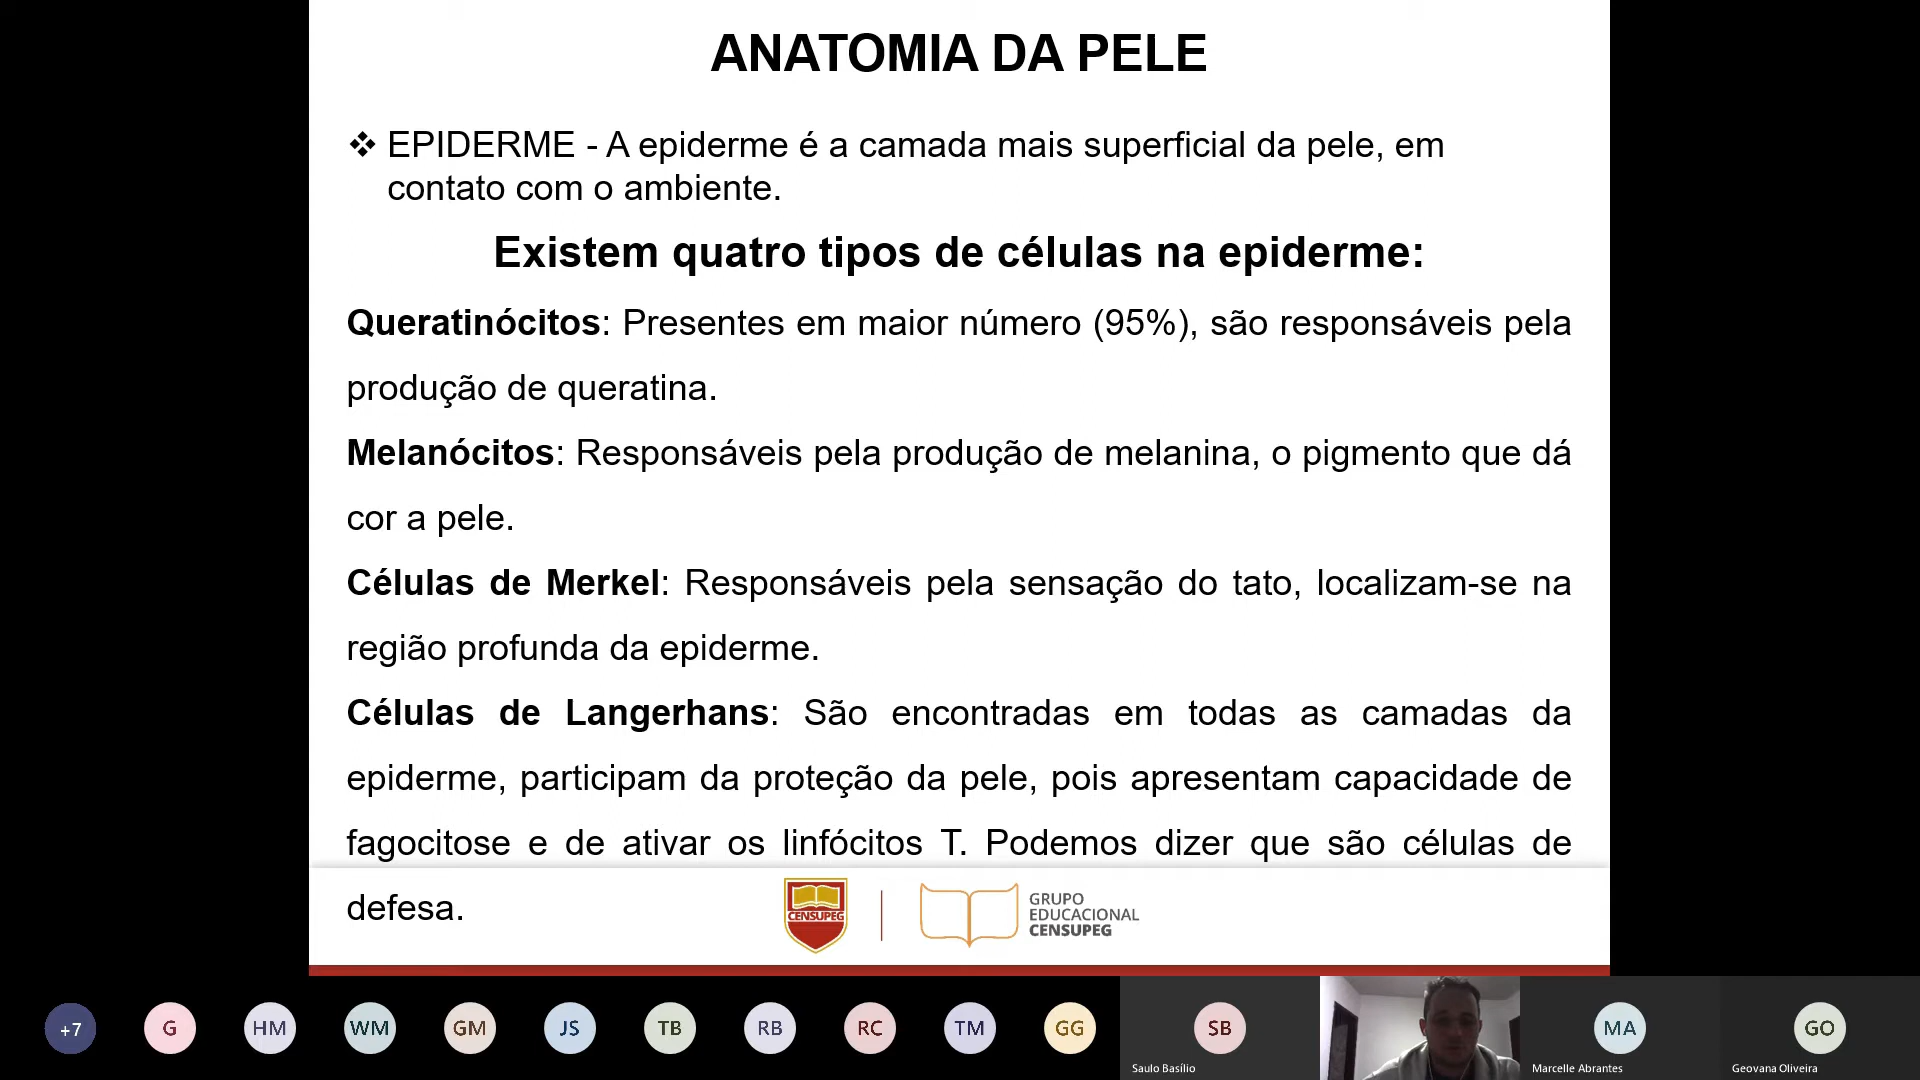 ANATOMIA DA PELE
❖ EPIDERME - A epiderme é a camada mais superficial da pele, em
contato com o ambiente.
Existem quatro tipos de células na epiderme:
Queratinócitos: Presentes em maior número (95%), são responsáveis pela
produção de queratina.
Melanócitos: Responsáveis pela produção de melanina, o pigmento que dá
cor a pele.
Células de Merkel: Responsáveis pela sensação do tato, localizam-se na
região profunda da epiderme.
Células de Langerhans: São encontradas em todas as camadas da
epiderme, participam da proteção da pele, pois apresentam capacidade de
fagocitose e de ativar os linfócitos T. Podemos dizer que são células de
defesa.
CENSUPEG
GRUPO
EDUCACIONAL
CENSUPEG
+7
G
HM
WM
GM
JS
TB
RB
RC
TM
GG
SB
MA
GO
Saulo Basílio
Marcelle Abrantes
Geovana Oliveira